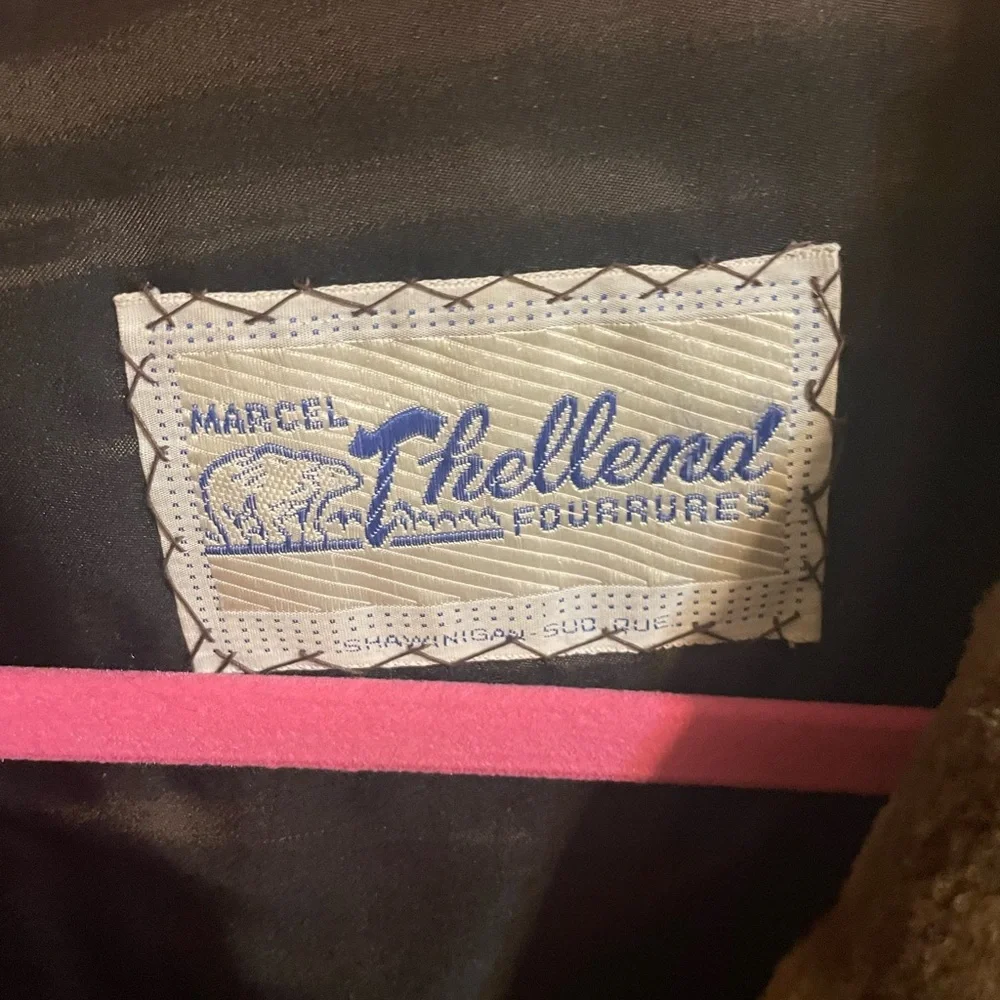 MARCEL
Thellend
FOURRURES
SHAWINIGAN-SUD, QUE.